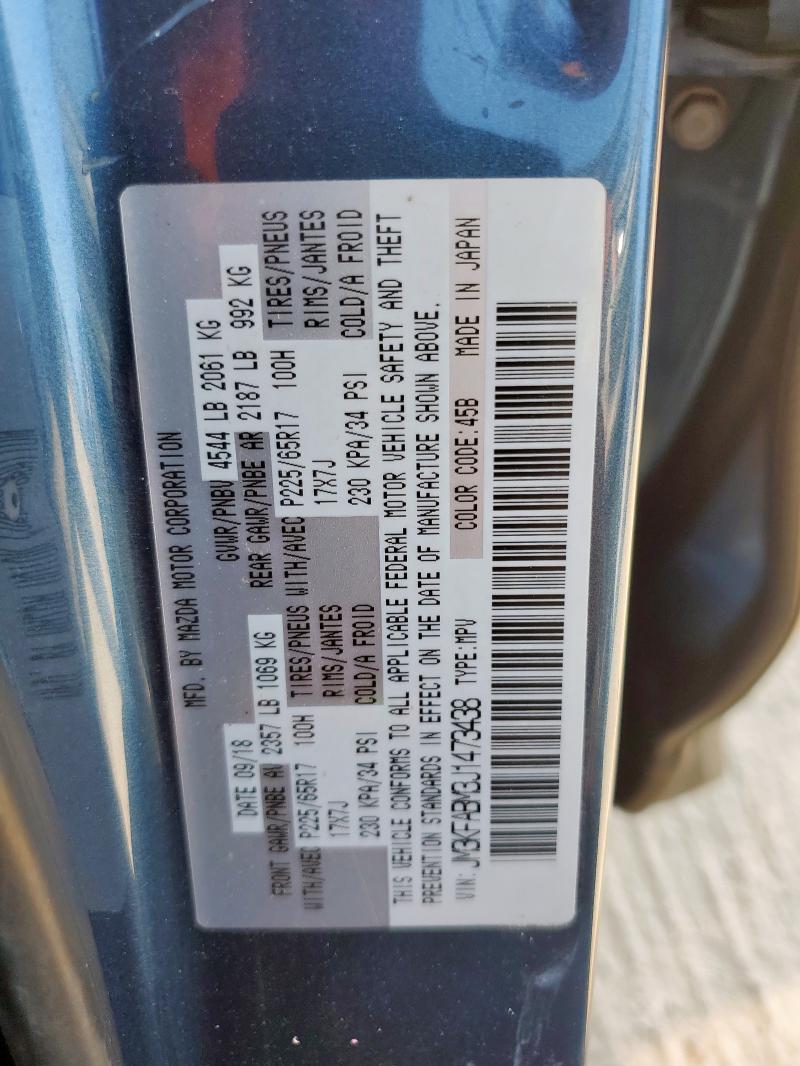 MFD. BY MAZDA MOTOR CORPORATION
DATE 09/18 GVWR/PNBV 4544 LB 2061 KG
FRONT GAWR/PNBE AV 2357 LB 1069 KG REAR GAWR/PNBE AR 2187 LB 992 KG
WITH/AVEC P225/65R17 100H TIRES/PNEUS WITH/AVEC P225/65R17 100H TIRES/PNEUS
17X7J RIMS/JANTES 17X7J RIMS/JANTES
230 KPA/34 PSI COLD/A FROID 230 KPA/34 PSI COLD/A FROID
THIS VEHICLE CONFORMS TO ALL APPLICABLE FEDERAL MOTOR VEHICLE SAFETY AND THEFT
PREVENTION STANDARDS IN EFFECT ON THE DATE OF MANUFACTURE SHOWN ABOVE.
VIN: JM3KFABM3J1473438 TYPE:MPV COLOR CODE:45B MADE IN JAPAN